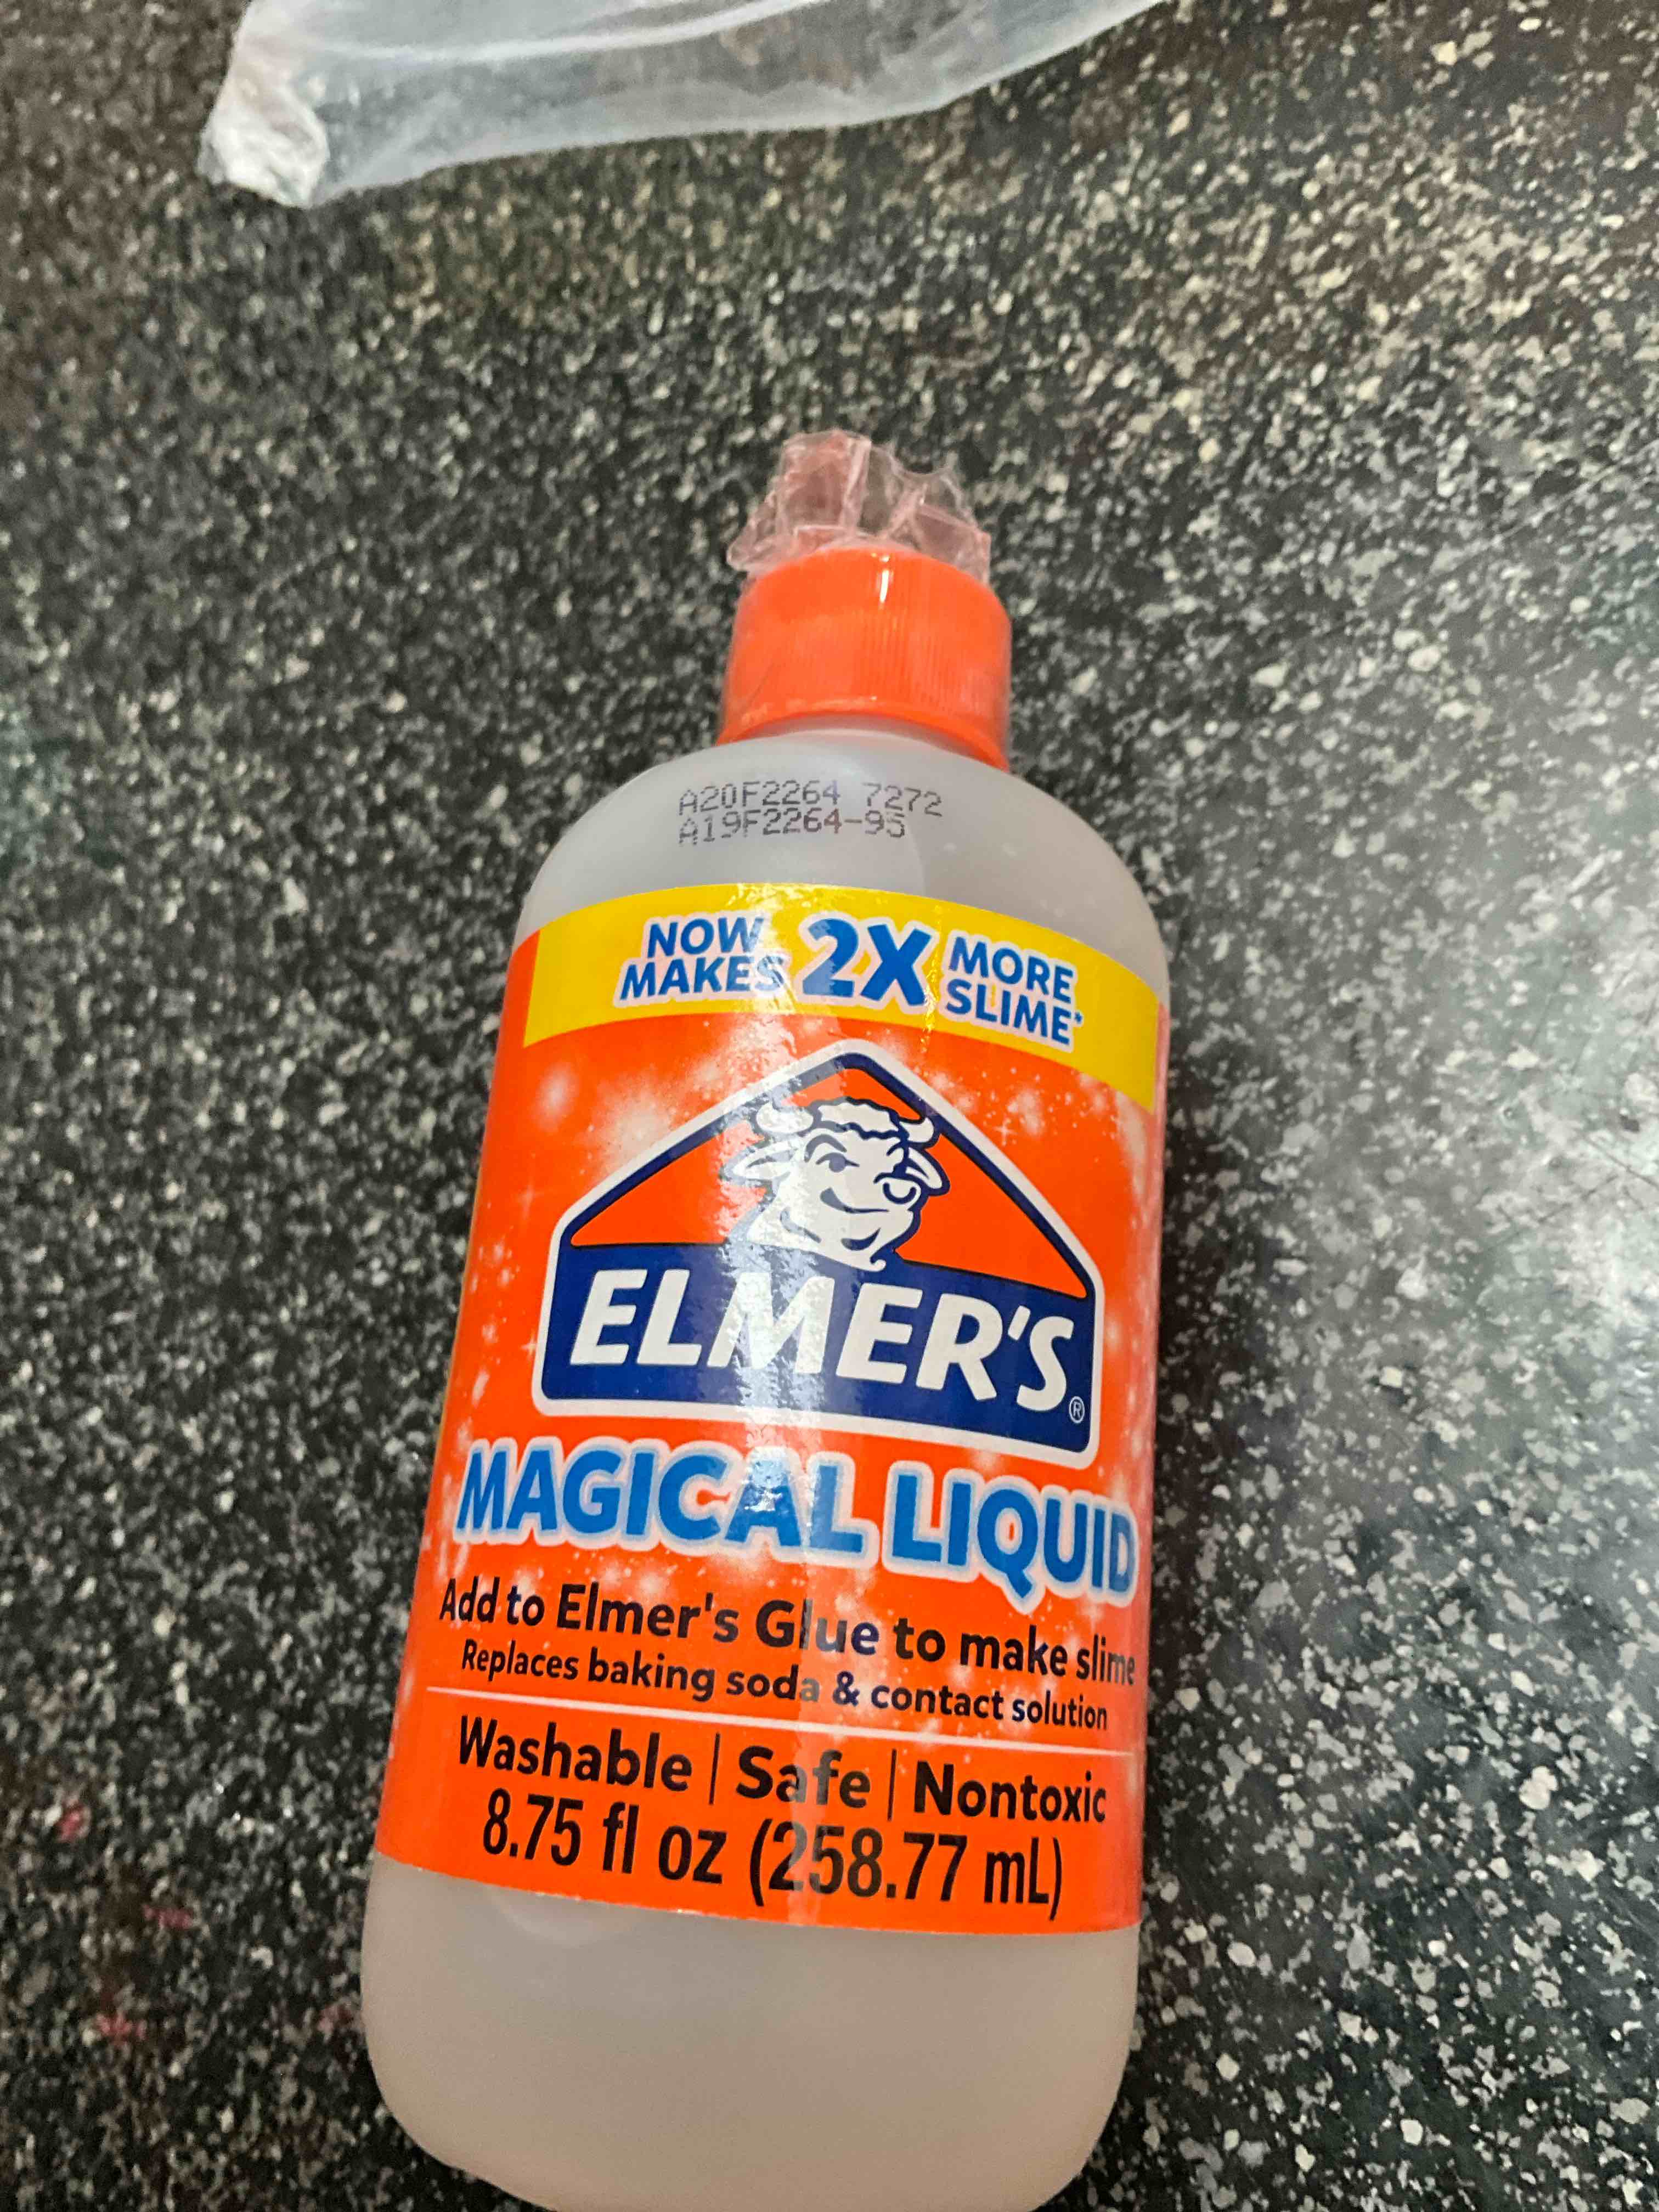 A20F2264 7272
A19F2264-95
NOW MAKES 2X MORE SLIME*
ELMER'S®
MAGICAL LIQUID
Add to Elmer's Glue to make slime
Replaces baking soda & contact solution
Washable | Safe | Nontoxic
8.75 fl oz (258.77 mL)